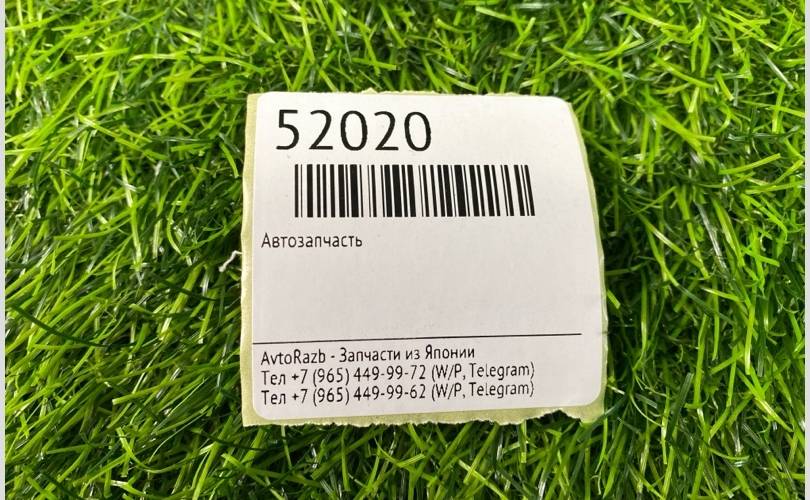 52020
Автозапчасть
AvtoRazb - Запчасти из Японии
Тел +7 (965) 449-99-72 (W/P, Telegram)
Тел +7 (965) 449-99-62 (W/P, Telegram)